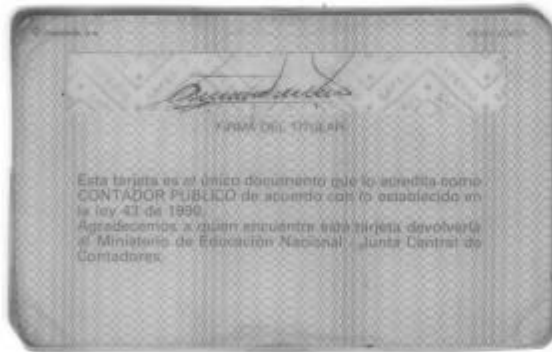 FIRMA DEL TITULAR
Esta tarjeta es el único documento que lo acredita como
CONTADOR PUBLICO de acuerdo con lo establecido en
la ley 43 de 1990.
Agradecemos a quien encuentre esta tarjeta devolverla
al Ministerio de Educación Nacional - Junta Central de
Contadores.